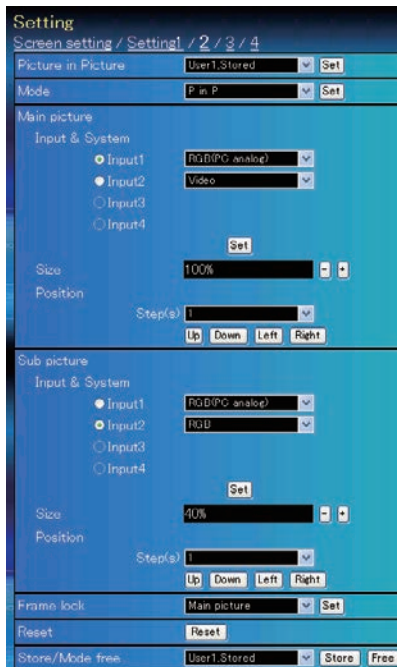 Setting
Screen setting / Setting1 / 2 / 3 / 4
Picture in Picture User1.Stored Set
Mode P in P Set
Main picture
Input & System
Input1 RGB(PC analog)
Input2 Video
Input3
Input4
Set
Size 100% - +
Position
Step(s) 1
Up Down Left Right
Sub picture
Input & System
Input1 RGB(PC analog)
Input2 RGB
Input3
Input4
Set
Size 40% - +
Position
Step(s) 1
Up Down Left Right
Frame lock Main picture Set
Reset Reset
Store/Mode free User1.Stored Store Free